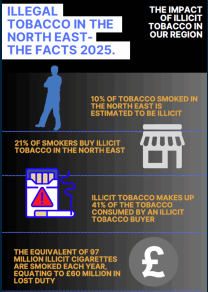 ILLEGAL
TOBACCO IN THE
NORTH EAST-
THE FACTS 2025.
THE IMPACT
OF ILLICIT
TOBACCO IN
OUR REGION
10% OF TOBACCO SMOKED IN
THE NORTH EAST IS
ESTIMATED TO BE ILLICIT
21% OF SMOKERS BUY ILLICIT
TOBACCO IN THE NORTH EAST
ILLICIT TOBACCO MAKES UP
41% OF THE TOBACCO
CONSUMED BY AN ILLICIT
TOBACCO BUYER
THE EQUIVALENT OF 97
MILLION ILLICIT CIGARETTES
ARE SMOKED EACH YEAR,
EQUATING TO £60 MILLION IN
LOST DUTY
£